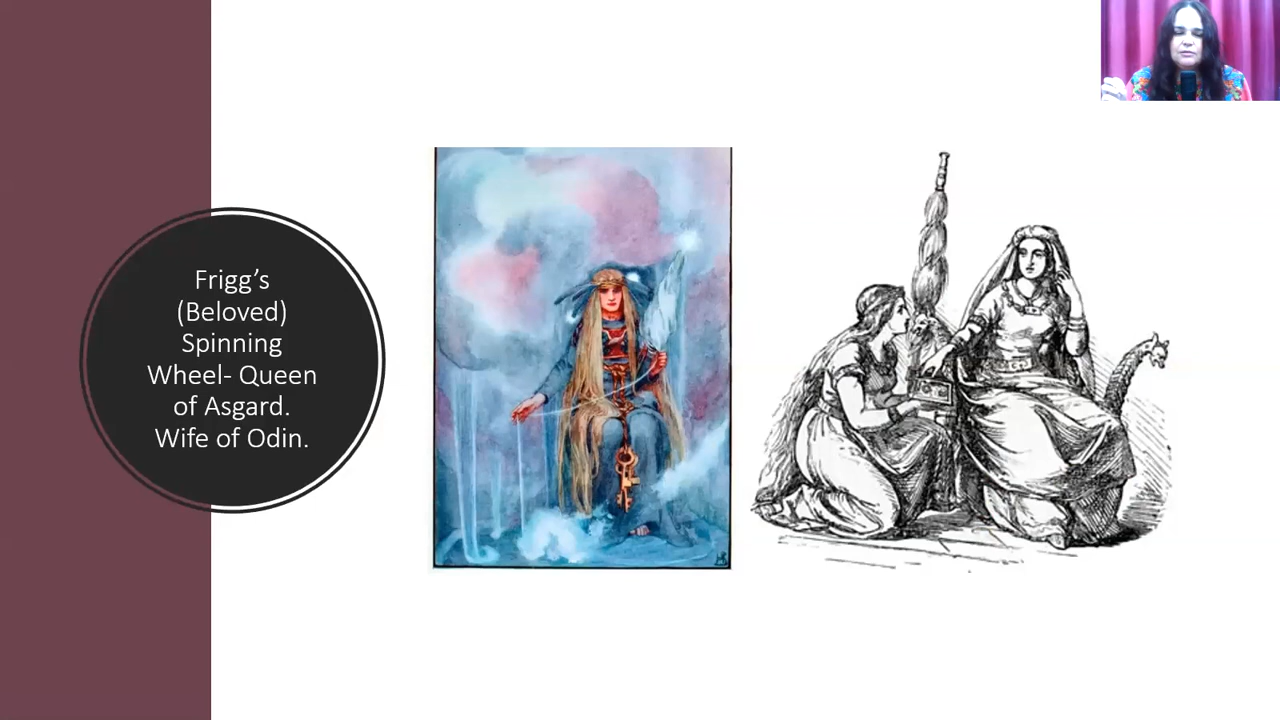 Frigg’s
(Beloved)
Spinning
Wheel- Queen
of Asgard.
Wife of Odin.